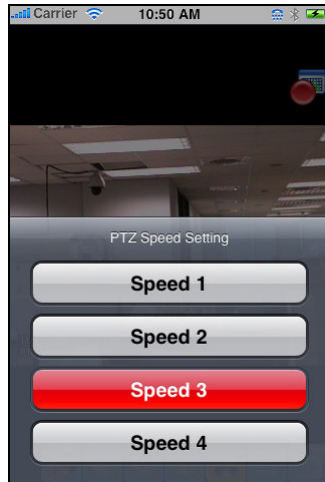 Carrier 10:50 AM
PTZ Speed Setting
Speed 1
Speed 2
Speed 3
Speed 4